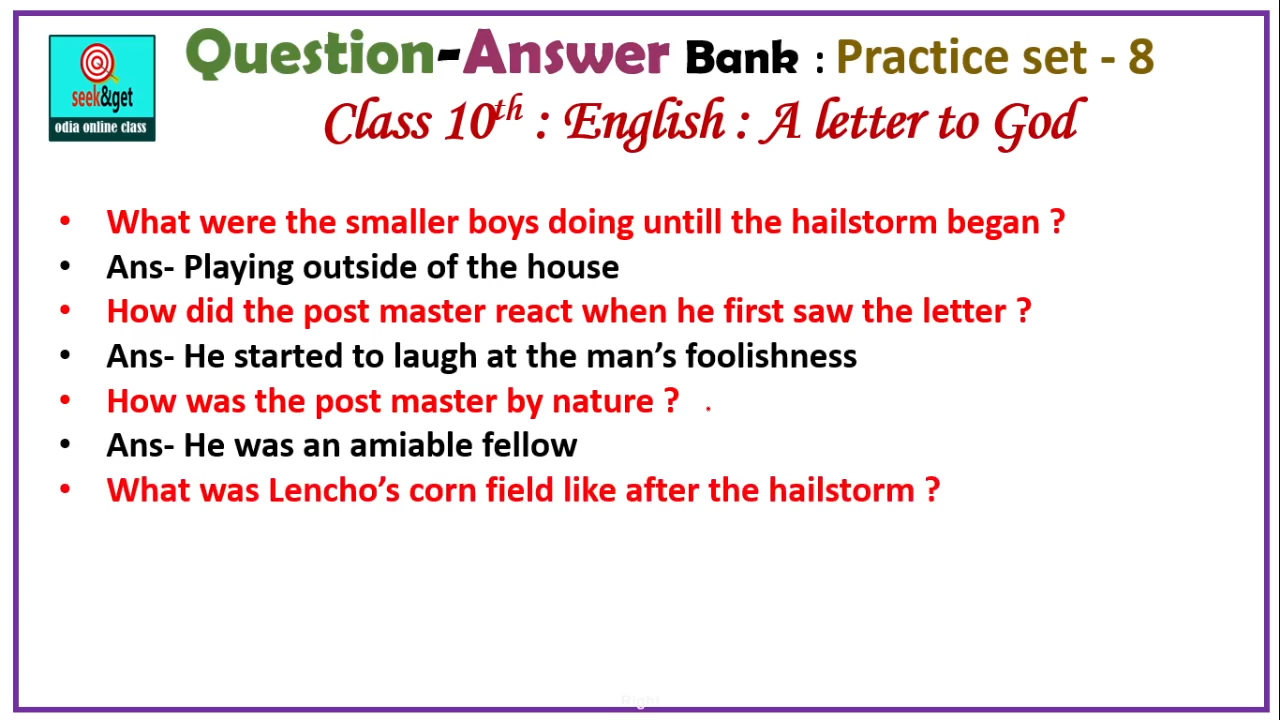 Question-Answer Bank : Practice set - 8
Class 10th : English : A letter to God
seek&get
odia online class
• What were the smaller boys doing untill the hailstorm began ?
• Ans- Playing outside of the house
• How did the post master react when he first saw the letter ?
• Ans- He started to laugh at the man’s foolishness
• How was the post master by nature ?
• Ans- He was an amiable fellow
• What was Lencho’s corn field like after the hailstorm ?
Right